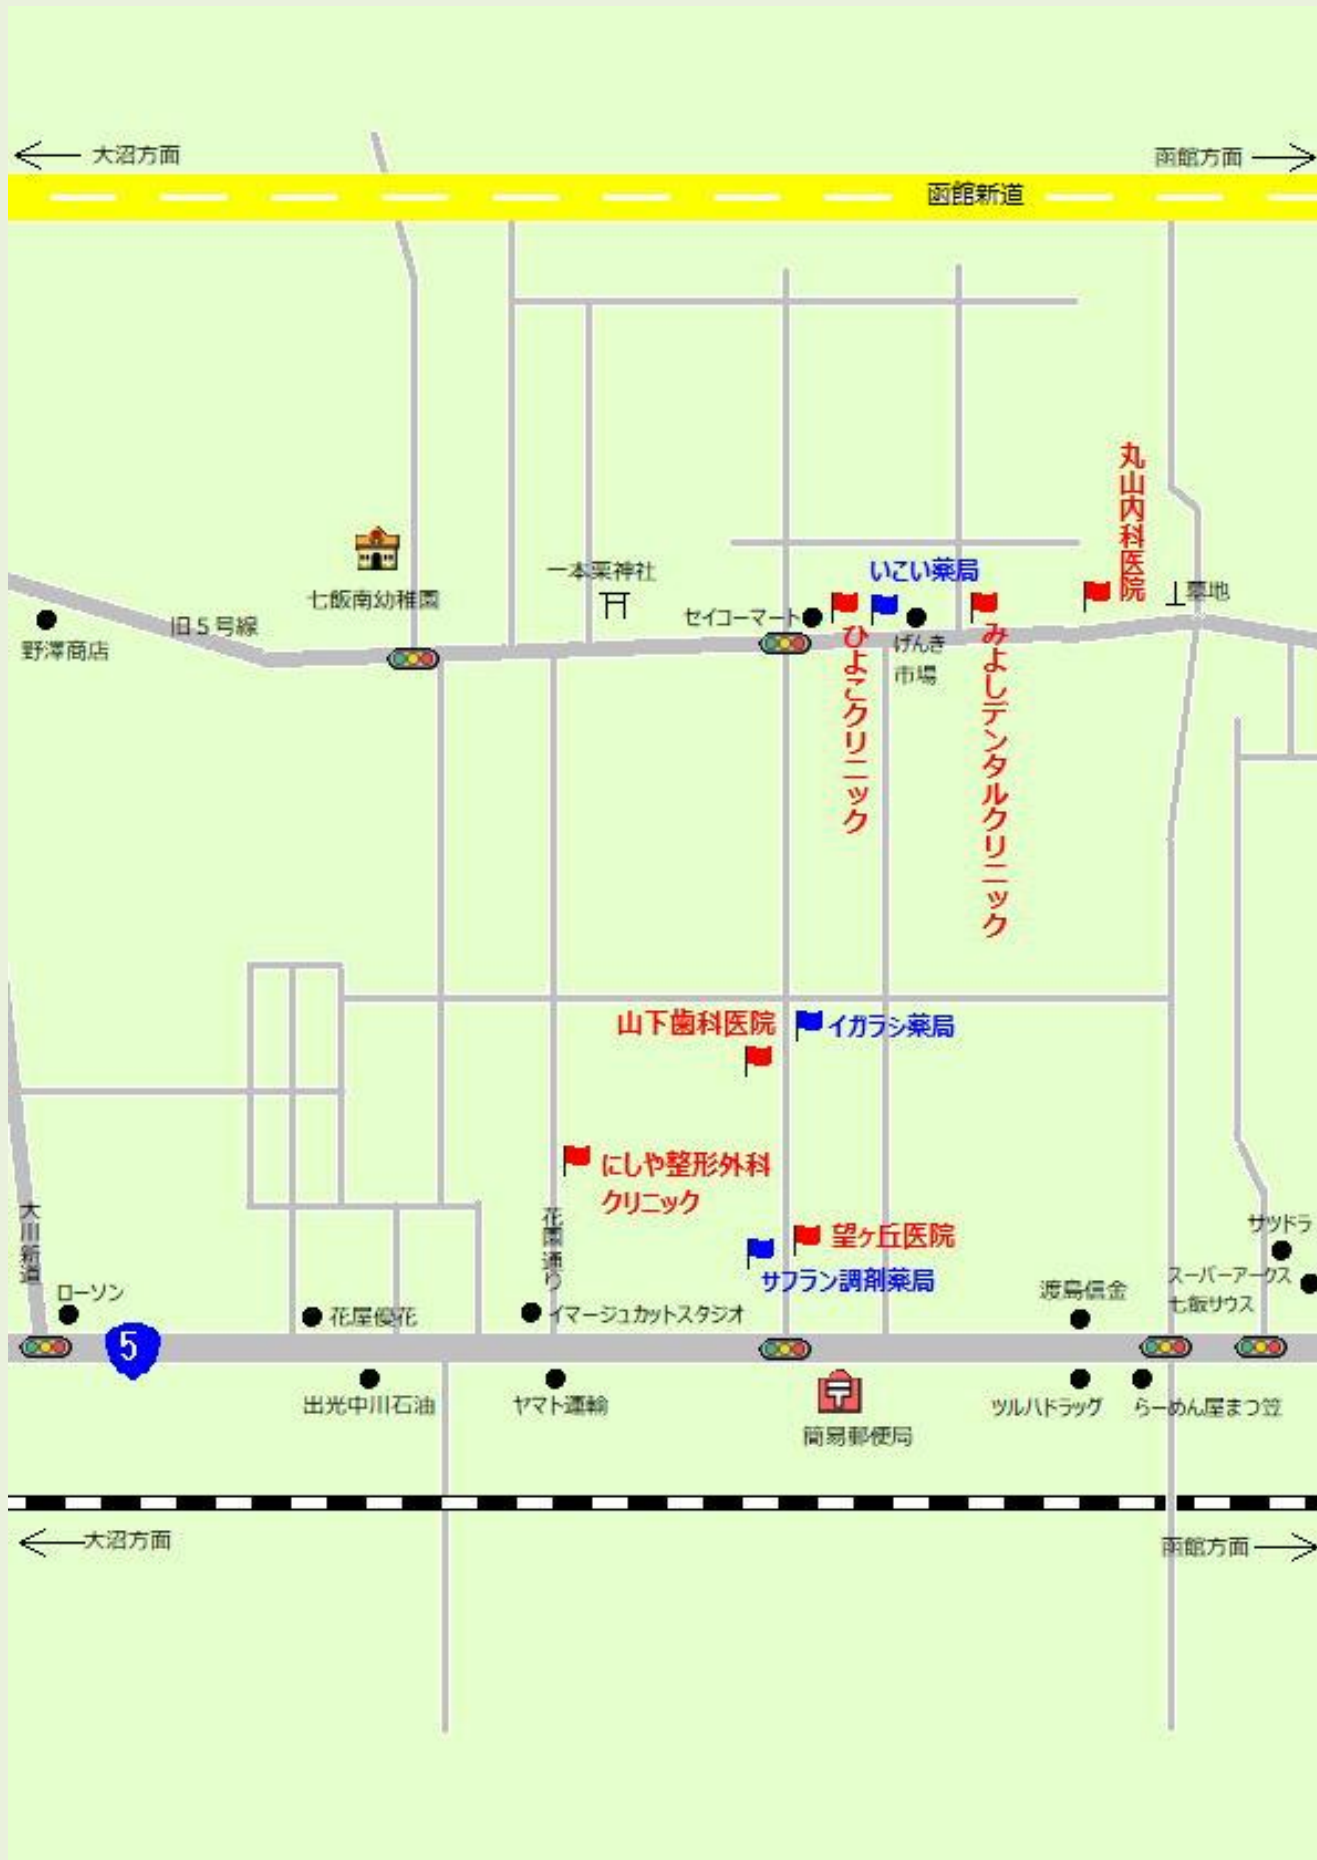 大沼方面
函館方面
函館新道
丸山内科医院
一本栗神社
いこい薬局
墓地
七飯南幼稚園
セイコーマート
旧5号線
野澤商店
ひよこクリニック
げんき
市場
みよしデンタルクリニック
山下歯科医院
イガラシ薬局
にしや整形外科
クリニック
大川新道
花園通り
望ヶ丘医院
サフラン調剤薬局
サツドラ
スーパーアークス
七飯サウス
渡島信金
ローソン
花屋優花
イマージュカットスタジオ
5
出光中川石油
ヤマト運輸
ツルハドラッグ
らーめん屋まつ笠
簡易郵便局
大沼方面
函館方面